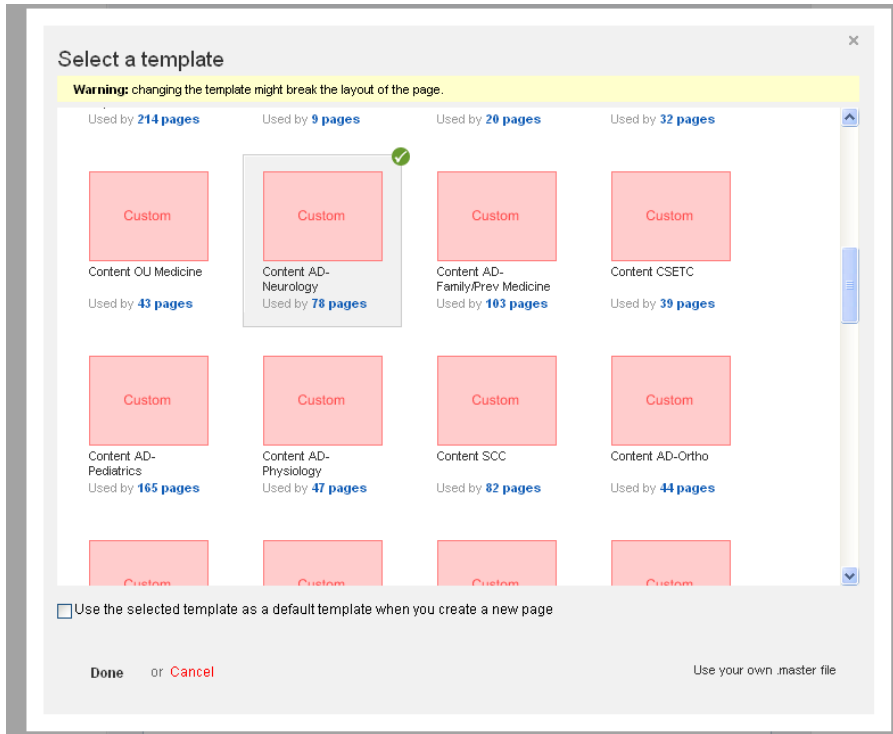 ×
Select a template
Warning: changing the template might break the layout of the page.
Used by 214 pages
Used by 9 pages
Used by 20 pages
Used by 32 pages
Custom
Custom
Custom
Custom
Content OU Medicine
Used by 43 pages
Content AD-
Neurology
Used by 78 pages
Content AD-
Family/Prev Medicine
Used by 103 pages
Content CSETC
Used by 39 pages
Custom
Custom
Custom
Custom
Content AD-
Pediatrics
Used by 165 pages
Content AD-
Physiology
Used by 47 pages
Content SCC
Used by 82 pages
Content AD-Ortho
Used by 44 pages
Custom
Custom
Custom
Custom
Use the selected template as a default template when you create a new page
Done or Cancel
Use your own .master file